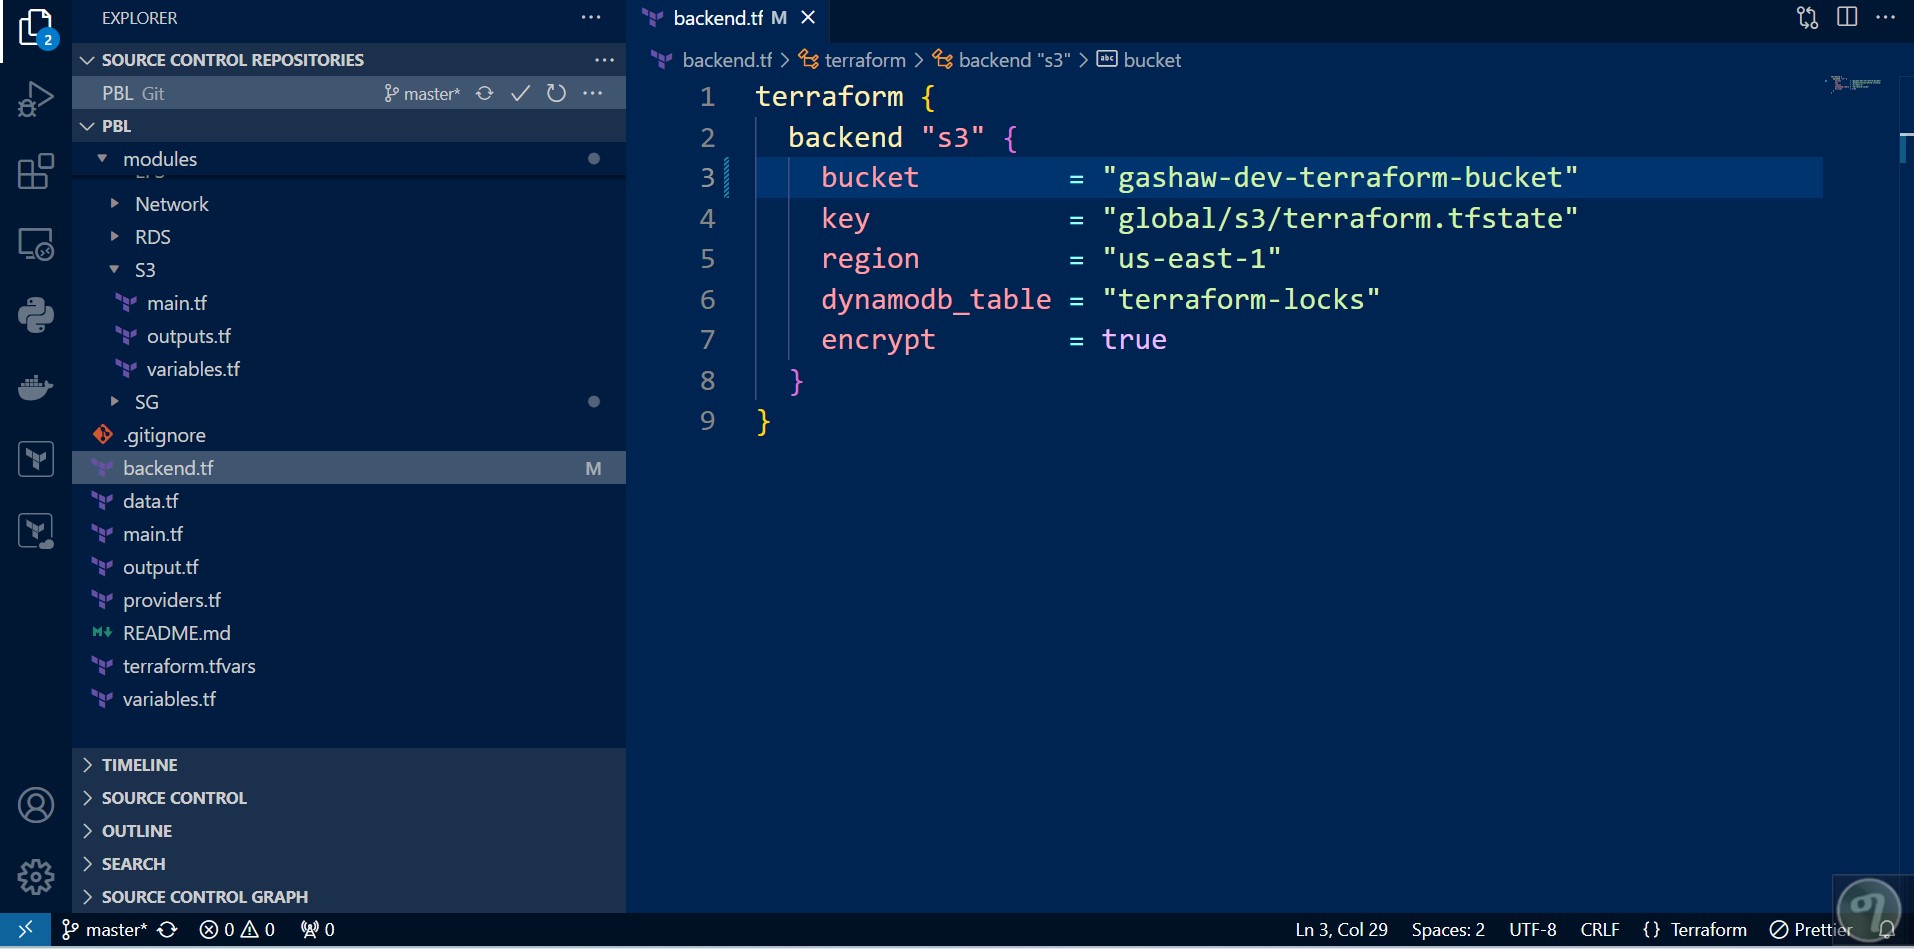 EXPLORER
SOURCE CONTROL REPOSITORIES
PBL Git master*
PBL
modules
Network
RDS
S3
main.tf
outputs.tf
variables.tf
SG
.gitignore
backend.tf M
data.tf
main.tf
output.tf
providers.tf
README.md
terraform.tfvars
variables.tf
TIMELINE
SOURCE CONTROL
OUTLINE
SEARCH
SOURCE CONTROL GRAPH
2
backend.tf M
backend.tf > terraform > backend "s3" > abc bucket
1 terraform {
2 backend "s3" {
3 bucket = "gashaw-dev-terraform-bucket"
4 key = "global/s3/terraform.tfstate"
5 region = "us-east-1"
6 dynamodb_table = "terraform-locks"
7 encrypt = true
8 }
9 }
master* 0 0 0 Ln 3, Col 29 Spaces: 2 UTF-8 CRLF {} Terraform Prettier